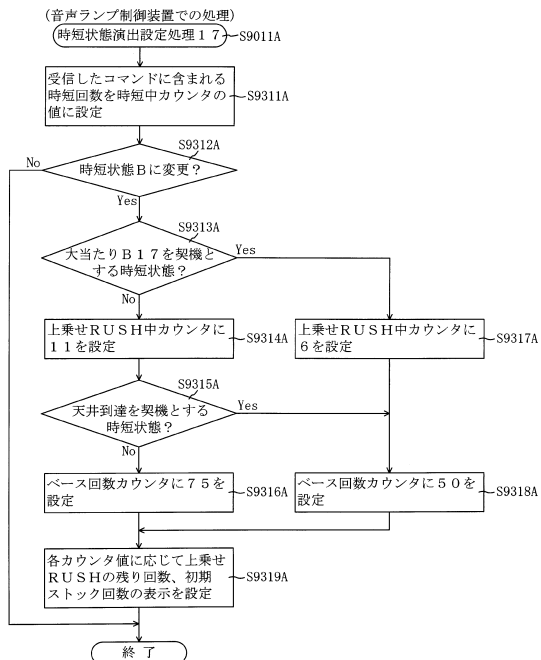 （音声ランプ制御装置での処理）
時短状態演出設定処理１７
S9011A
受信したコマンドに含まれる
時短回数を時短中カウンタの
値に設定
S9311A
S9312A
時短状態Ｂに変更？
No
Yes
S9313A
大当たりＢ１７を契機と
する時短状態？
Yes
No
上乗せＲＵＳＨ中カウンタに
１１を設定
S9314A
上乗せＲＵＳＨ中カウンタに
６を設定
S9317A
S9315A
天井到達を契機とする
時短状態？
Yes
No
ベース回数カウンタに７５を
設定
S9316A
ベース回数カウンタに５０を
設定
S9318A
各カウンタ値に応じて上乗せ
ＲＵＳＨの残り回数、初期
ストック回数の表示を設定
S9319A
終 了